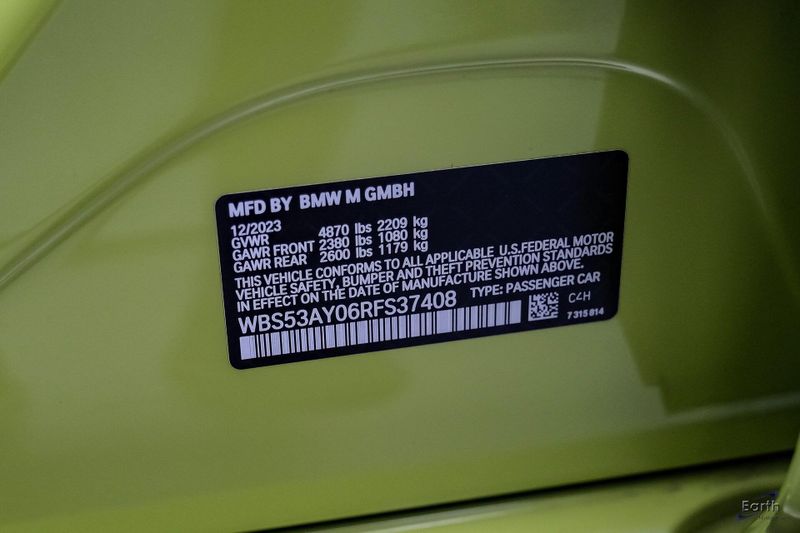 MFD BY BMW M GMBH
12/2023
GVWR 4870 lbs 2209 kg
GAWR FRONT 2380 lbs 1080 kg
GAWR REAR 2600 lbs 1179 kg
THIS VEHICLE CONFORMS TO ALL APPLICABLE U.S.FEDERAL MOTOR
VEHICLE SAFETY, BUMPER AND THEFT PREVENTION STANDARDS
IN EFFECT ON THE DATE OF MANUFACTURE SHOWN ABOVE.
WBS53AY06RFS37408 TYPE: PASSENGER CAR
C4H
7 315 814
Earth